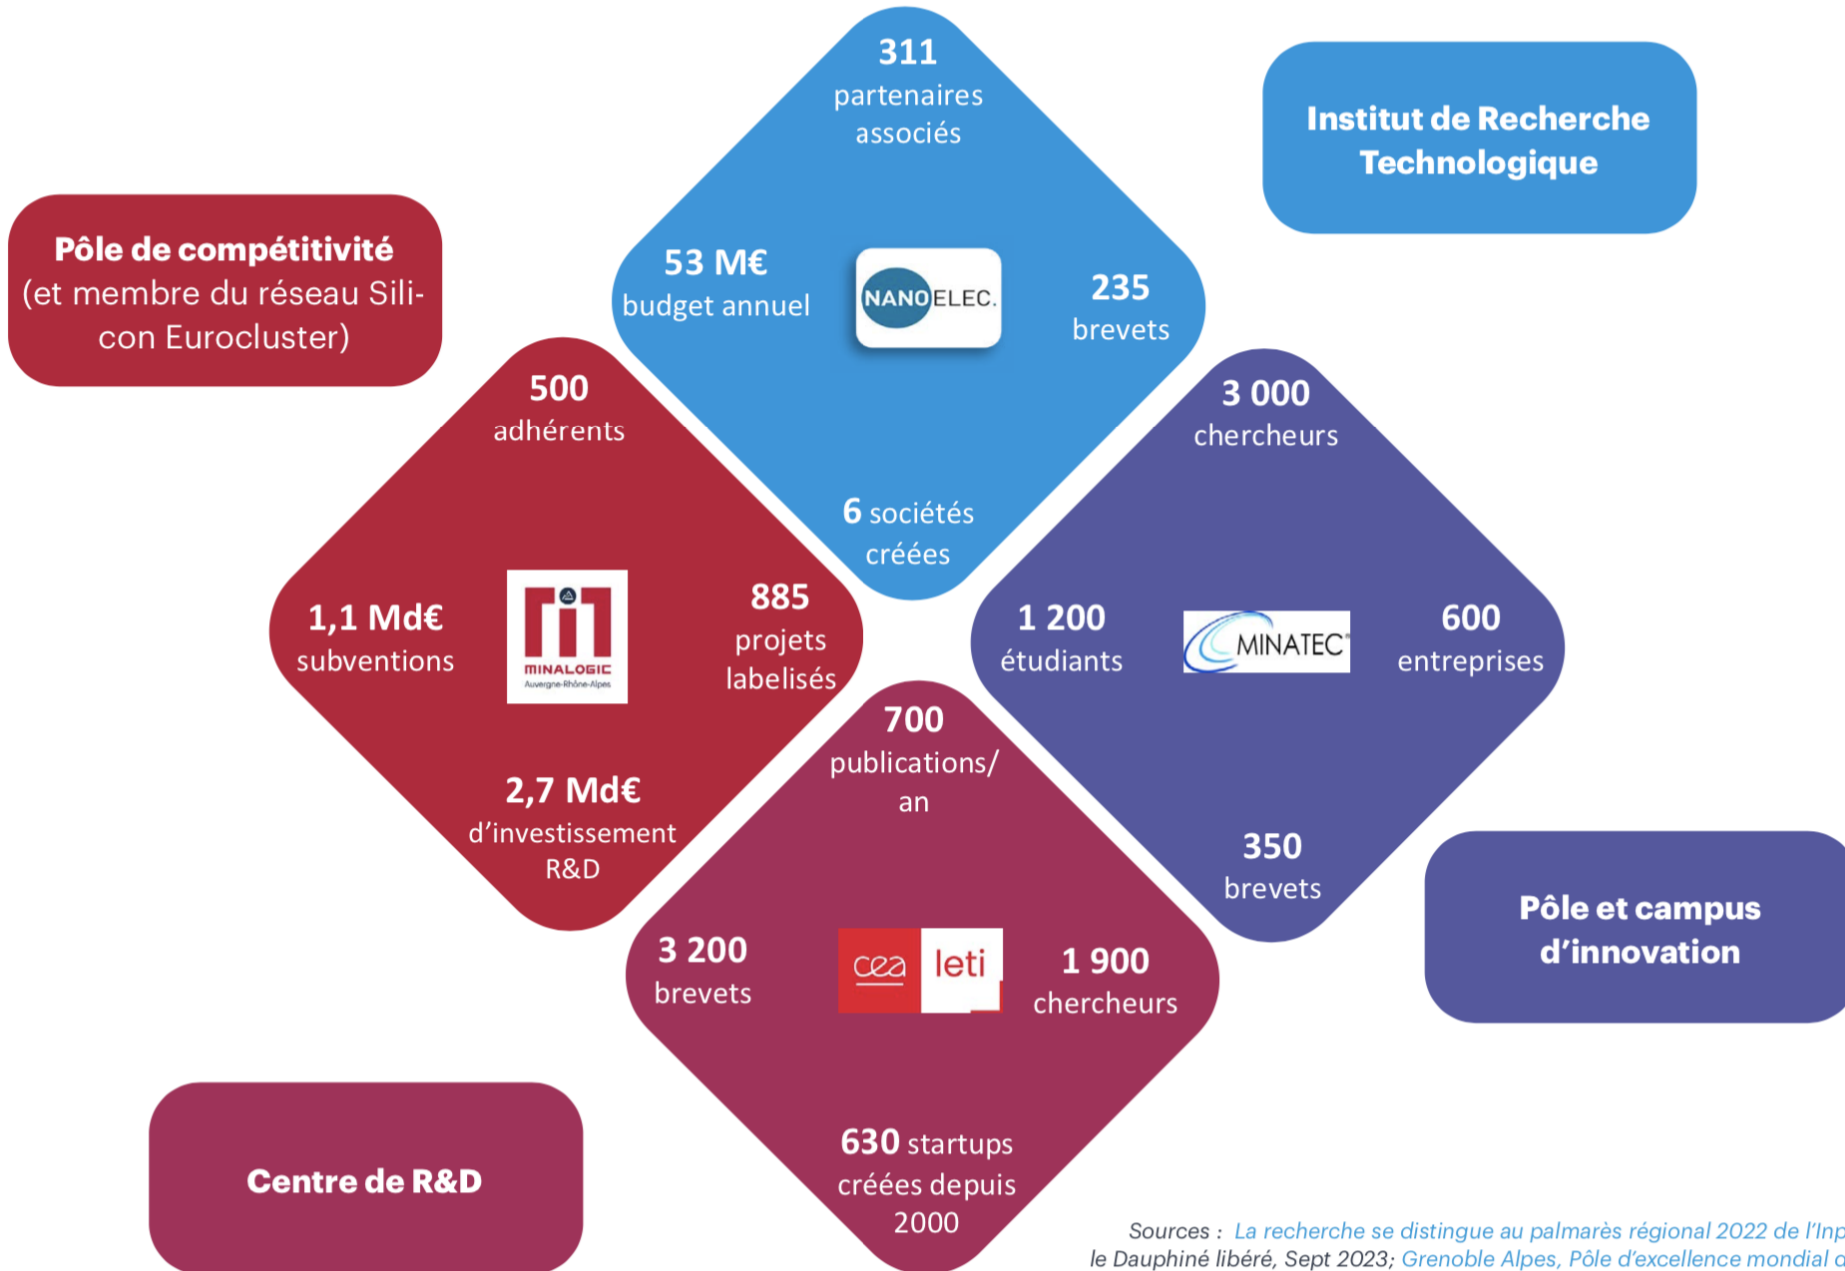 311
partenaires
associés
Institut de Recherche
Technologique
Pôle de compétitivité
(et membre du réseau Sili-
con Eurocluster)
53 M€
budget annuel
NANOELEC.
235
brevets
6 sociétés
créées
500
adhérents
1,1 Md€
subventions
MINALOGIC
Auvergne-Rhône-Alpes
885
projets
labelisés
2,7 Md€
d'investissement
R&D
3 000
chercheurs
1 200
étudiants
MINATEC
600
entreprises
350
brevets
Pôle et campus
d'innovation
700
publications/
an
3 200
brevets
cea leti
1 900
chercheurs
630 startups
créées depuis
2000
Centre de R&D
Sources : La recherche se distingue au palmarès régional 2022 de l'Inp
le Dauphiné libéré, Sept 2023; Grenoble Alpes, Pôle d'excellence mondial d